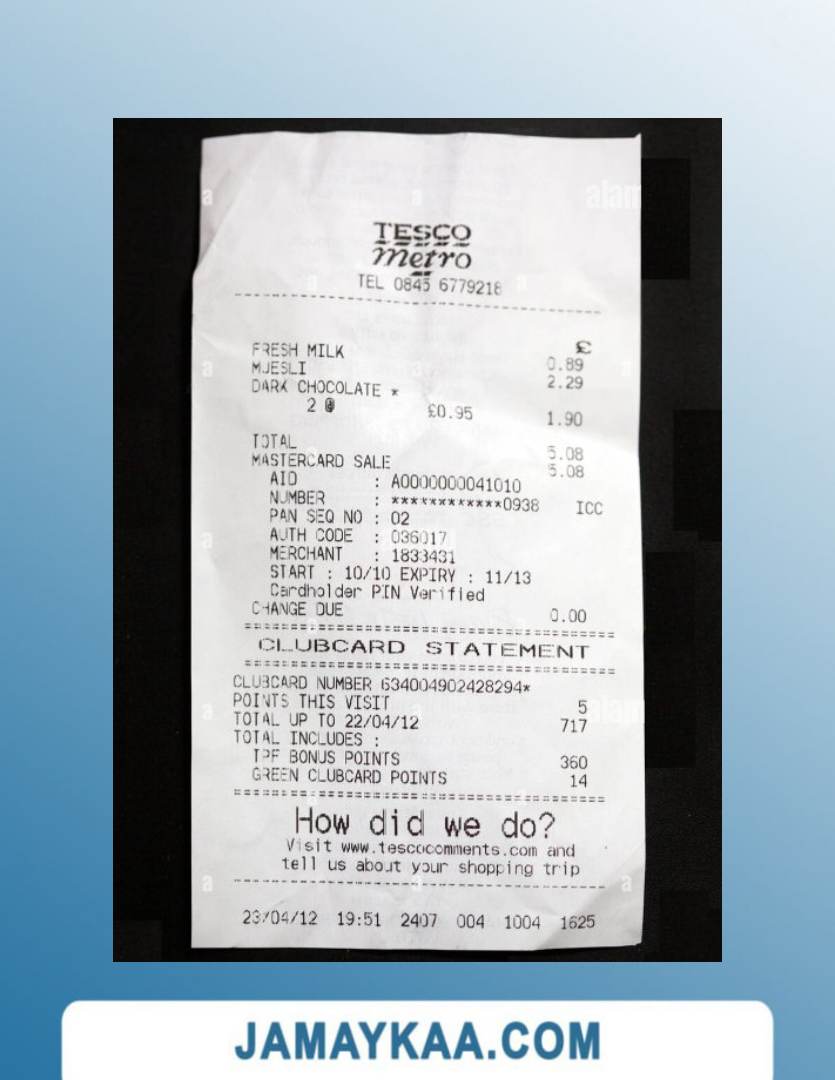 TESCO
metro
TEL 0845 6779218
£
FRESH MILK 0.89
MUESLI 2.29
DARK CHOCOLATE *
2 @ £0.95 1.90
TOTAL 5.08
MASTERCARD SALE 5.08
AID : A0000000041010
NUMBER : ************0938 ICC
PAN SEQ NO : 02
AUTH CODE : 036017
MERCHANT : 1833431
START : 10/10 EXPIRY : 11/13
Cardholder PIN Verified
CHANGE DUE 0.00
CLUBCARD STATEMENT
CLUBCARD NUMBER 634004902428294*
POINTS THIS VISIT 5
TOTAL UP TO 22/04/12 717
TOTAL INCLUDES :
TPF BONUS POINTS 360
GREEN CLUBCARD POINTS 14
How did we do?
Visit www.tescocomments.com and
tell us about your shopping trip
23/04/12 19:51 2407 004 1004 1625
JAMAYKAA.COM